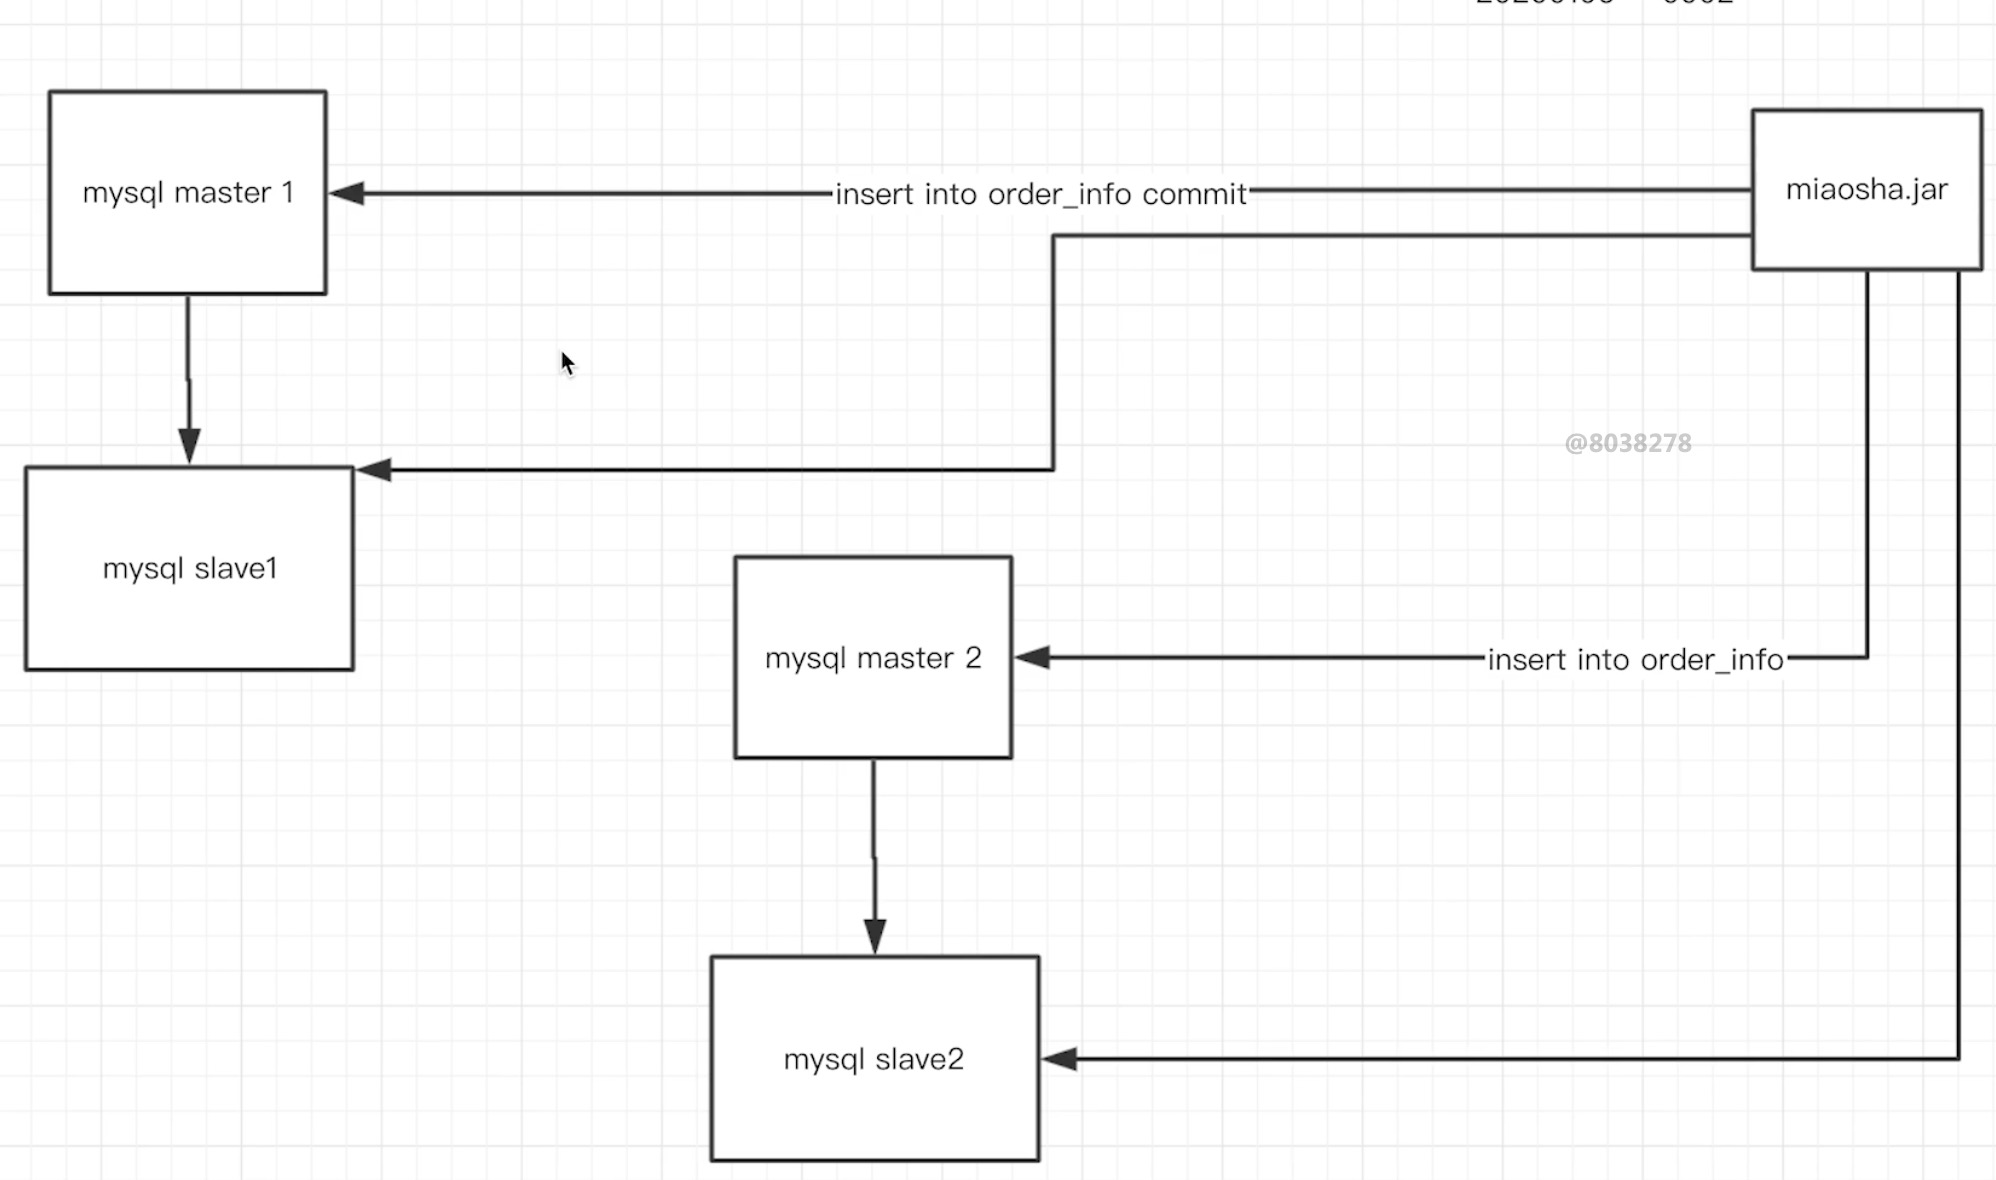 mysql master 1
insert into order_info commit
miaosha.jar
@8038278
mysql slave1
mysql master 2
insert into order_info
mysql slave2